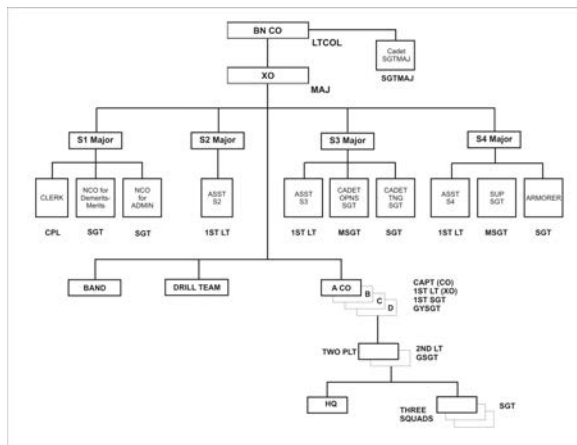 BN CO
LTCOL
Cadet
SGTMAJ
SGTMAJ
XO
MAJ
S1 Major
S2 Major
S3 Major
S4 Major
CLERK
NCO for
Demerits-
Merits
NCO
for
ADMIN
ASST
S2
ASST
S3
CADET
OPNS
SGT
CADET
TNG
SGT
ASST
S4
SUP
SGT
ARMORER
CPL
SGT
SGT
1ST LT
1ST LT
MSGT
SGT
1ST LT
MSGT
SGT
BAND
DRILL TEAM
A CO
B
C
D
CAPT (CO)
1ST LT (XO)
1ST SGT
GYSGT
TWO PLT
2ND LT
GSGT
HQ
THREE
SQUADS
SGT